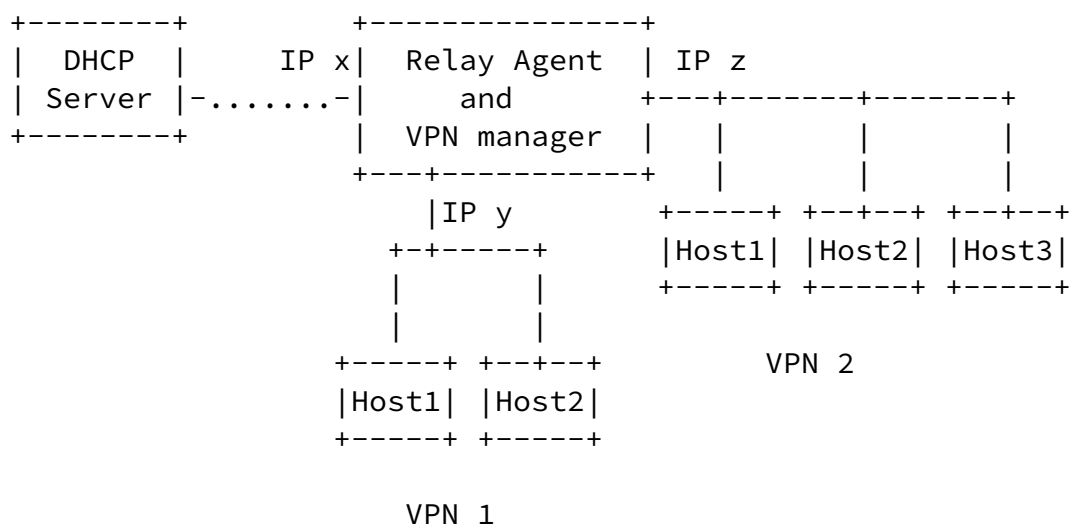 DHCP IP x Relay Agent IP z
Server and
VPN manager
IP y
Host1 Host2 Host3
VPN 2
Host1 Host2
VPN 1